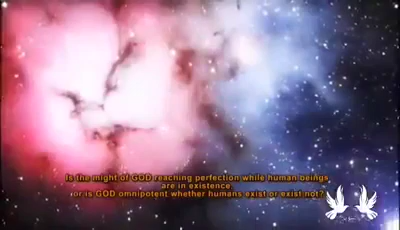 Is the might of GOD reaching perfection while human beings
are in existence,
or is GOD omnipotent whether humans exist or exist not?